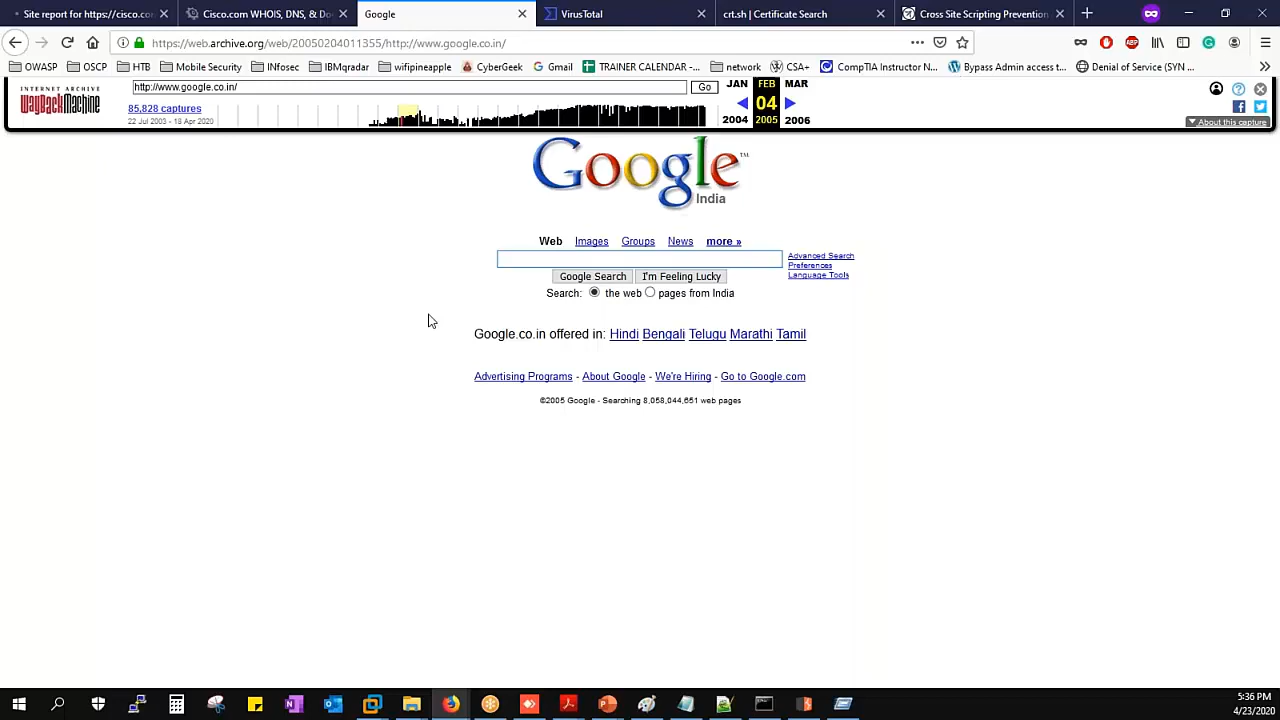 Site report for https://cisco.com
Cisco.com WHOIS, DNS, & Do
Google
VirusTotal
crt.sh | Certificate Search
Cross Site Scripting Prevention
https://web.archive.org/web/20050204011355/http://www.google.co.in/
OWASP
OSCP
HTB
Mobile Security
INfosec
IBMqradar
wifipineapple
CyberGeek
Gmail
TRAINER CALENDAR -...
network
CSA+
CompTIA Instructor N...
Bypass Admin access t...
Denial of Service (SYN ...
INTERNET ARCHIVE
WayBackMachine
http://www.google.co.in/
Go
JAN
FEB
MAR
85,828 captures
04
22 Jul 2003 - 18 Apr 2020
2004
2005
2006
About this capture
Google™
India
Web Images Groups News more »
Advanced Search
Preferences
Language Tools
Google Search
I'm Feeling Lucky
Search: the web pages from India
Google.co.in offered in: Hindi Bengali Telugu Marathi Tamil
Advertising Programs - About Google - We're Hiring - Go to Google.com
©2005 Google - Searching 8,058,044,651 web pages
5:36 PM
4/23/2020